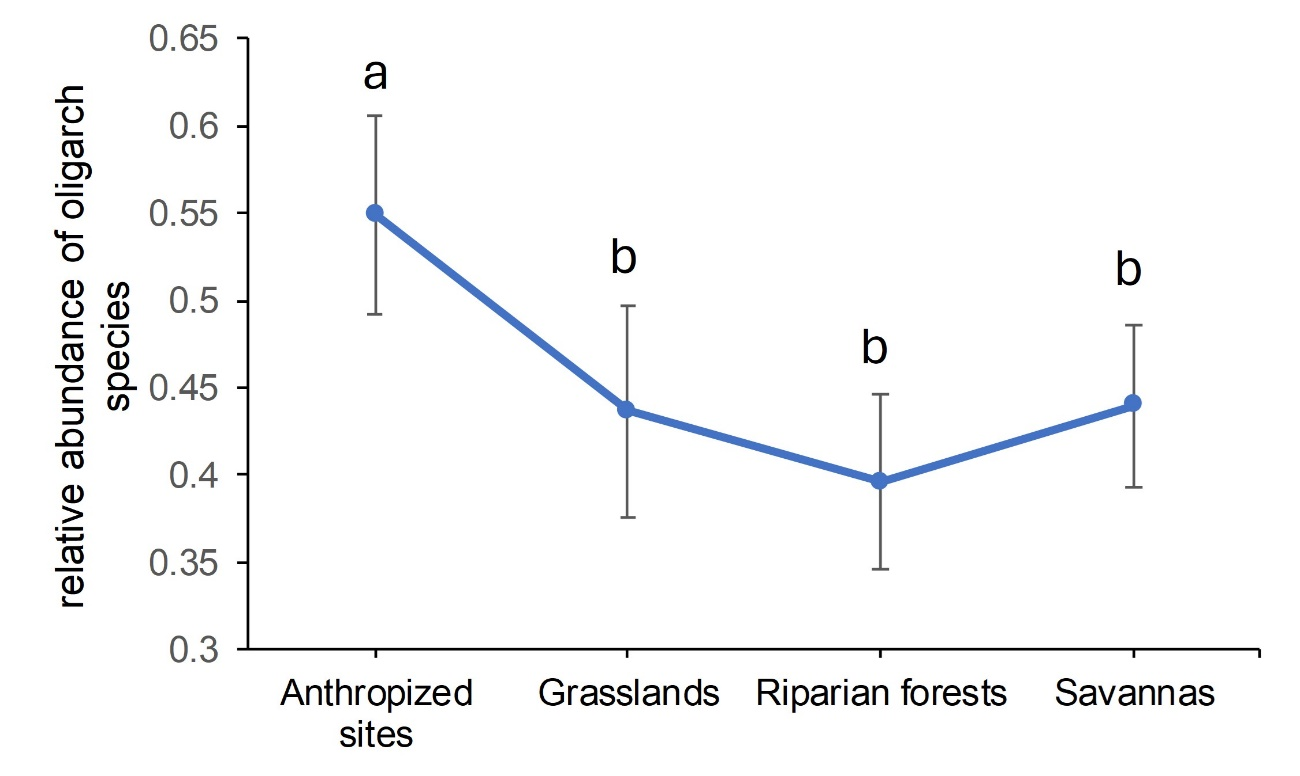 relative abundance of oligarch
species
0.65
0.6
0.55
0.5
0.45
0.4
0.35
0.3
a
b
b
b
Anthropized
sites
Grasslands
Riparian forests
Savannas